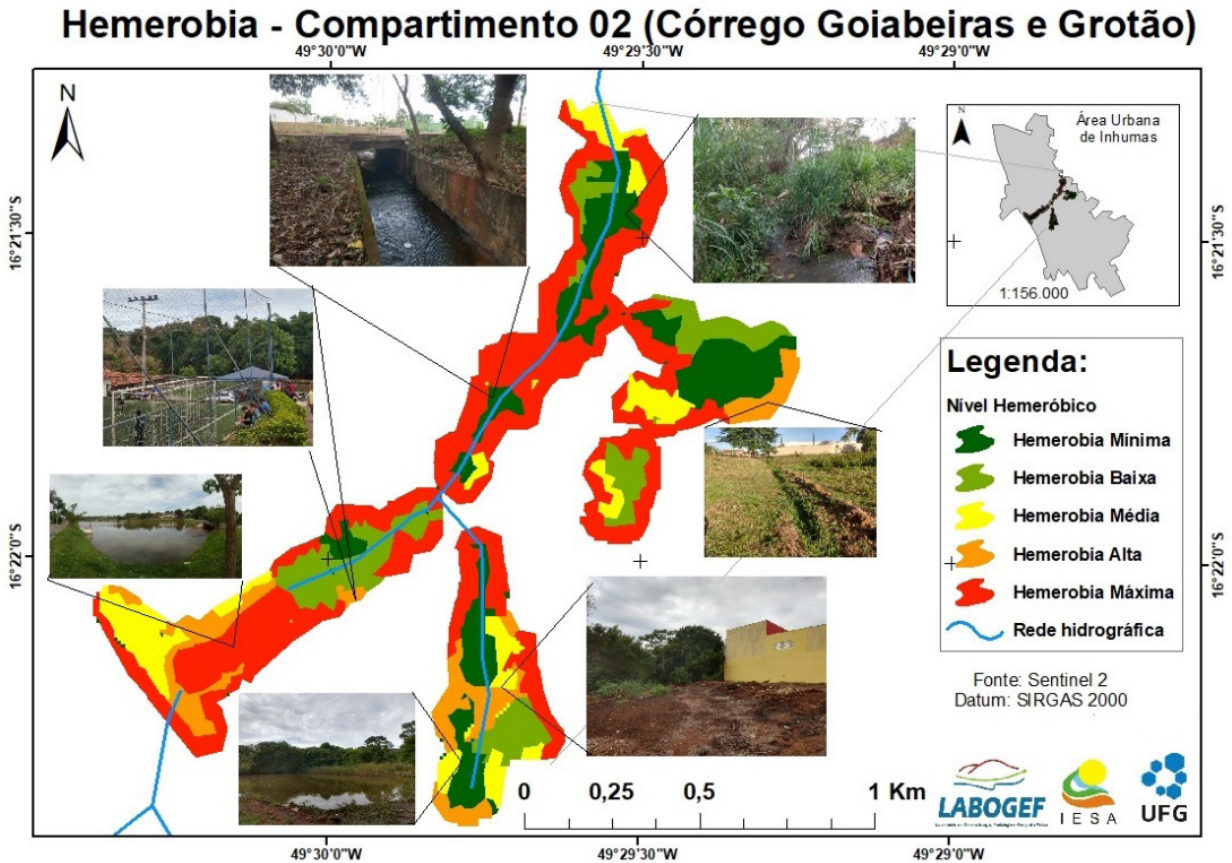 Hemerobia - Compartimento 02 (Córrego Goiabeiras e Grotão)
49°30'0"W
49°29'30"W
49°29'0"W
N
N
Área Urbana
de Inhumas
1:156.000
16°21'30"S
16°21'30"S
Legenda:
Nível Hemeróbico
Hemerobia Mínima
Hemerobia Baixa
Hemerobia Média
Hemerobia Alta
Hemerobia Máxima
Rede hidrográfica
16°22'0"S
16°22'0"S
Fonte: Sentinel 2
Datum: SIRGAS 2000
0 0,25 0,5 1 Km
LABOGEF
IESA
UFG
49°30'0"W
49°29'30"W
49°29'0"W